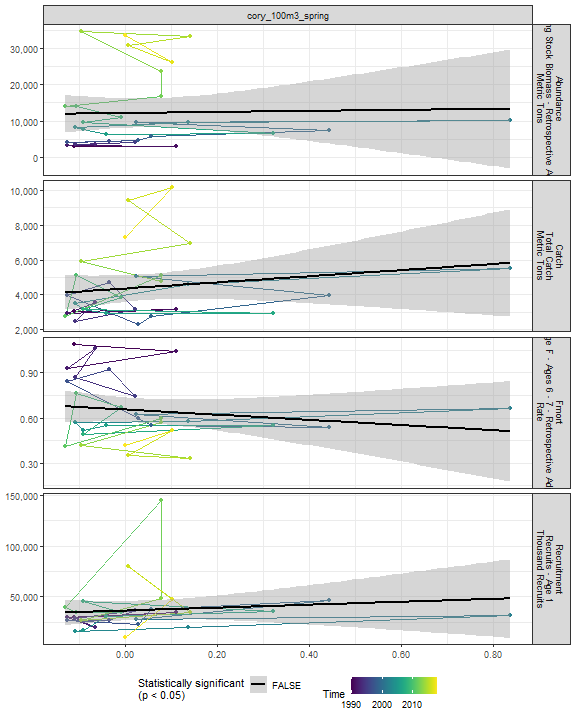 cory_100m3_spring
30,000
20,000
10,000
0
Abundance
ng Stock Biomass - Retrospective A
Metric Tons
10,000
8,000
6,000
4,000
2,000
Catch
Total Catch
Metric Tons
0.90
0.60
0.30
Fmort
ge F - Ages 6 - 7 - Retrospective Ad
Rate
150,000
100,000
50,000
Recruitment
Recruits - Age 1
Thousand Recruits
0.00
0.20
0.40
0.60
0.80
Statistically significant
(p < 0.05)
FALSE
Time
1990
2000
2010